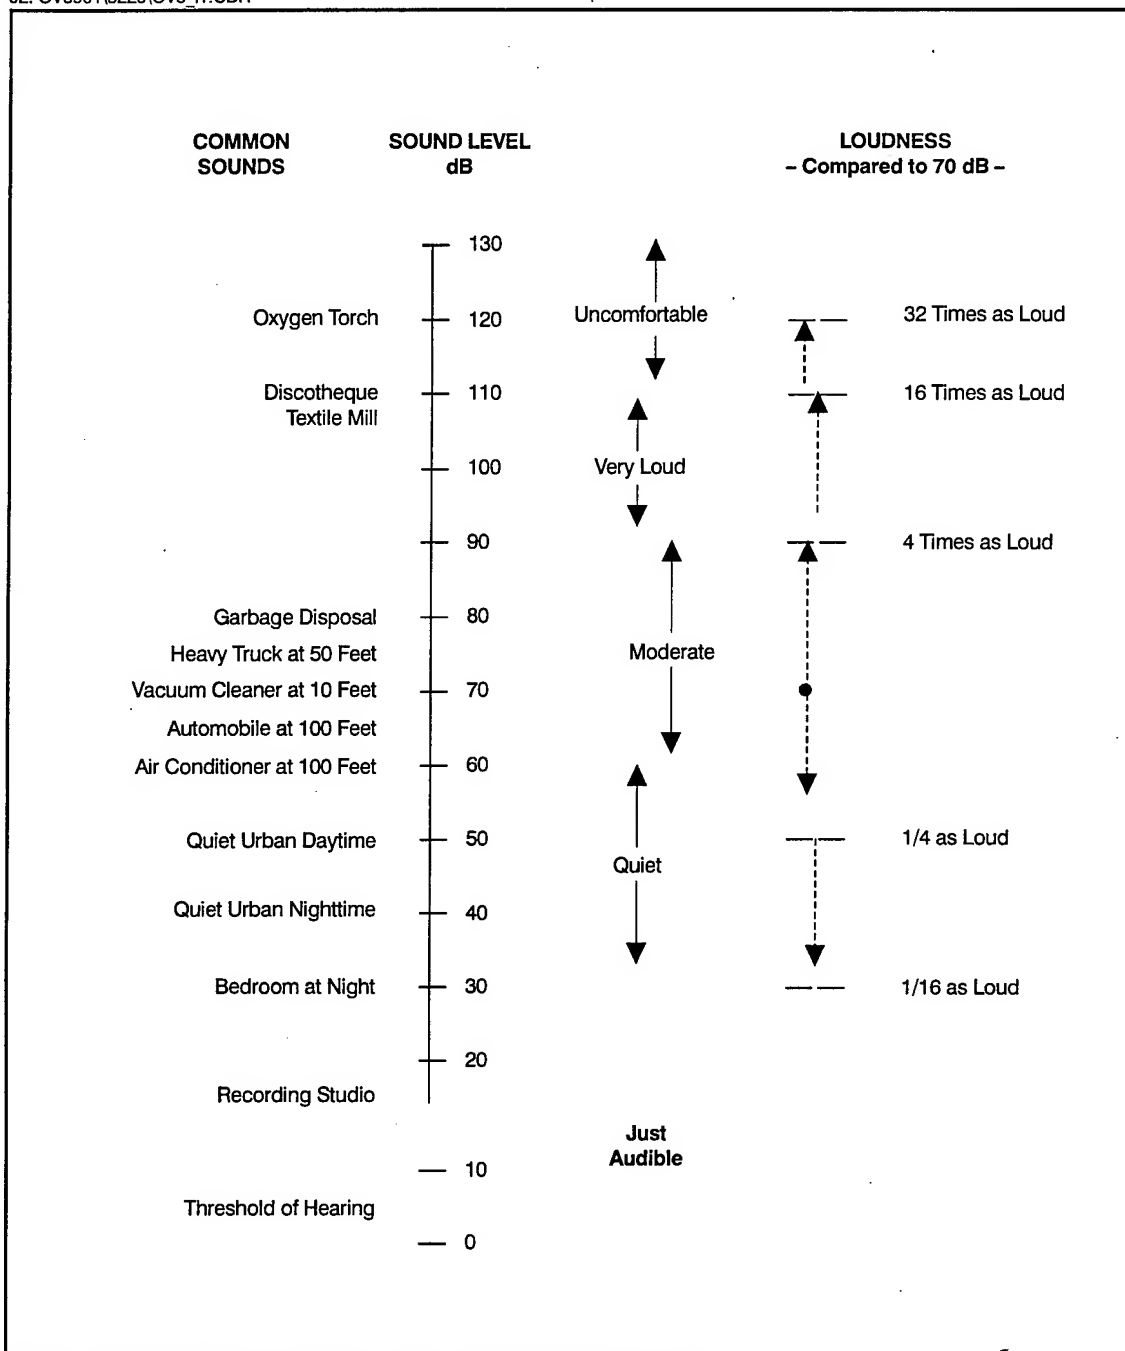 COMMON SOUNDS
SOUND LEVEL dB
LOUDNESS
– Compared to 70 dB –
130
Oxygen Torch
120
Uncomfortable
32 Times as Loud
Discotheque
Textile Mill
110
16 Times as Loud
100
Very Loud
90
4 Times as Loud
Garbage Disposal
80
Heavy Truck at 50 Feet
Moderate
Vacuum Cleaner at 10 Feet
70
Automobile at 100 Feet
Air Conditioner at 100 Feet
60
Quiet Urban Daytime
50
1/4 as Loud
Quiet
Quiet Urban Nighttime
40
Bedroom at Night
30
1/16 as Loud
20
Recording Studio
Just
Audible
10
Threshold of Hearing
0